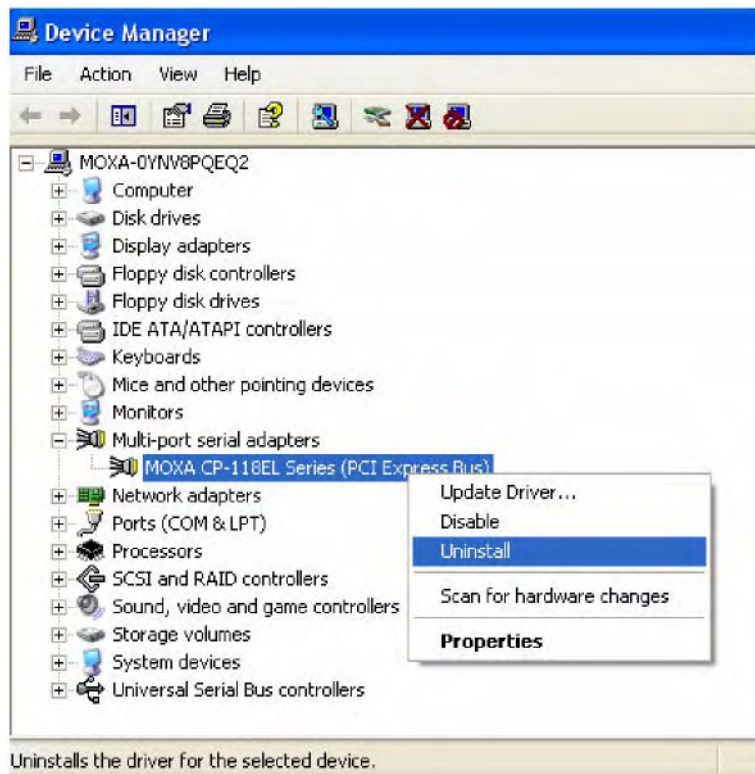 Device Manager
File Action View Help
MOXA-0YNV8PQEQ2
Computer
Disk drives
Display adapters
Floppy disk controllers
Floppy disk drives
IDE ATA/ATAPI controllers
Keyboards
Mice and other pointing devices
Monitors
Multi-port serial adapters
MOXA CP-118EL Series (PCI Express Bus)
Network adapters
Ports (COM & LPT)
Processors
SCSI and RAID controllers
Sound, video and game controllers
Storage volumes
System devices
Universal Serial Bus controllers
Update Driver...
Disable
Uninstall
Scan for hardware changes
Properties
Uninstalls the driver for the selected device.